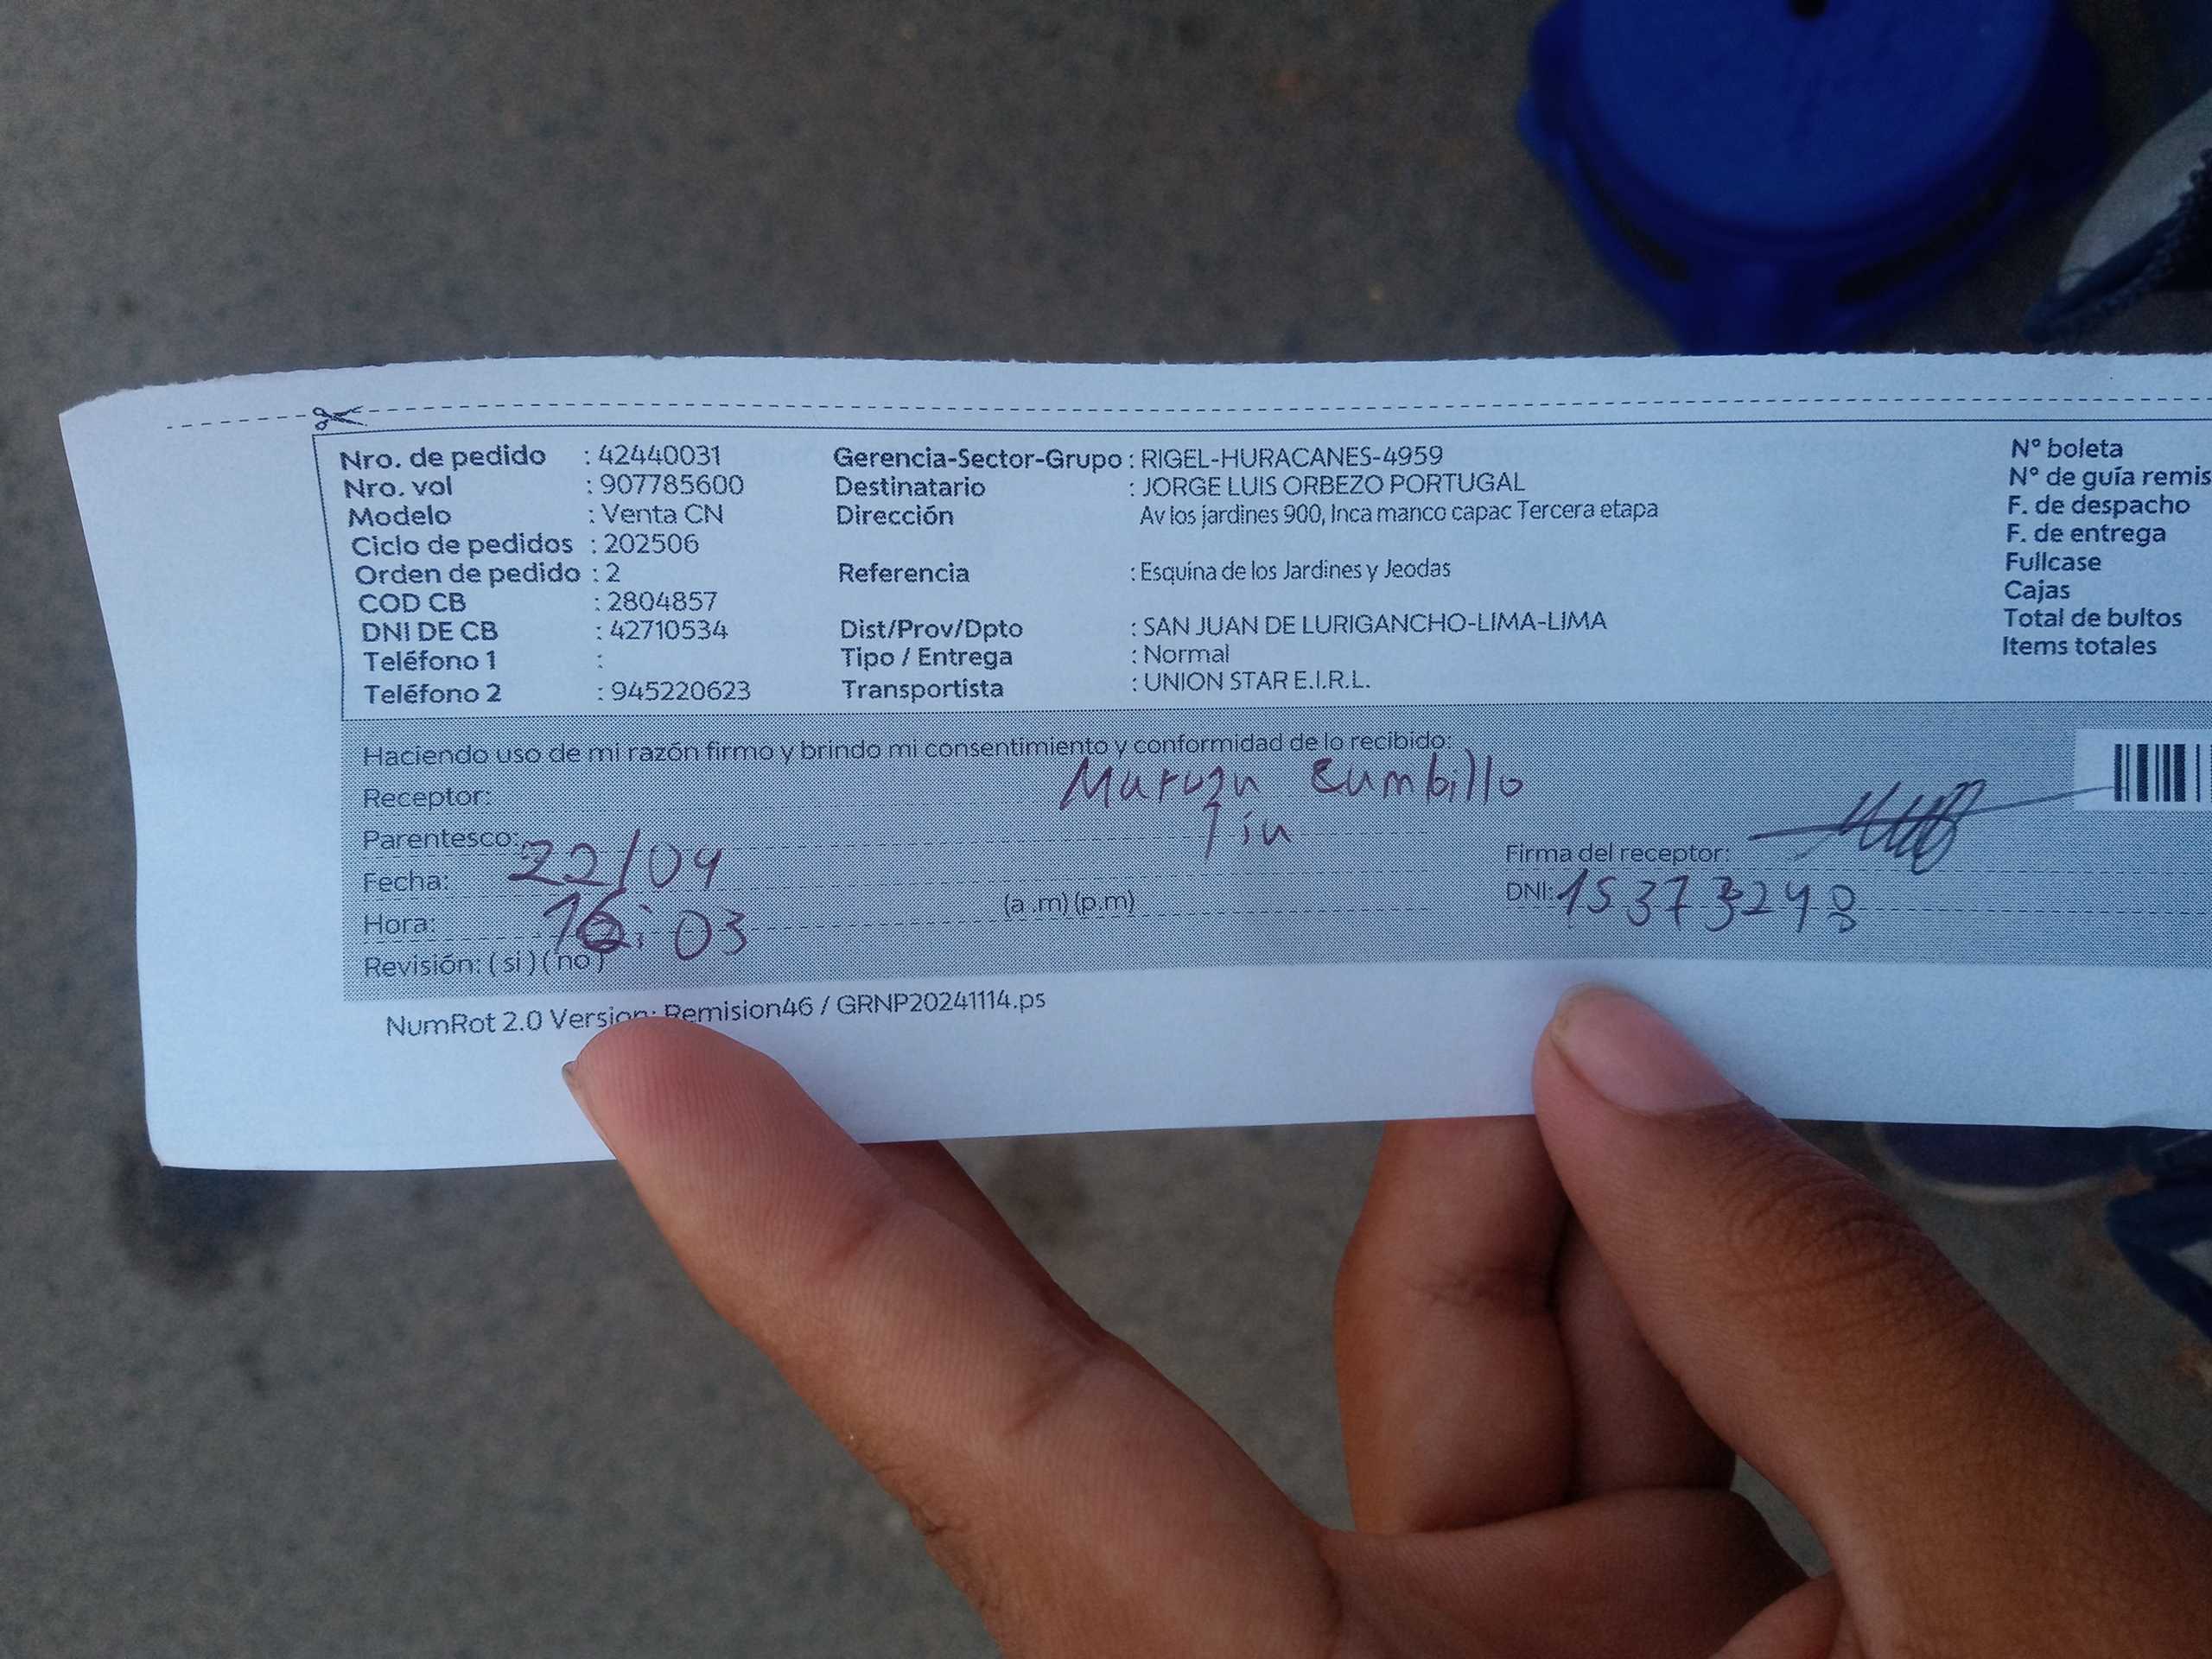 Nro. de pedido : 42440031 Gerencia-Sector-Grupo : RIGEL-HURACANES-4959 N° boleta
Nro. vol : 907785600 Destinatario : JORGE LUIS ORBEZO PORTUGAL N° de guía remis
Modelo : Venta CN Dirección Av los jardines 900, Inca manco capac Tercera etapa F. de despacho
Ciclo de pedidos : 202506 F. de entrega
Orden de pedido : 2 Referencia : Esquina de los Jardines y Jeodas Fullcase
COD CB : 2804857 Cajas
DNI DE CB : 42710534 Dist/Prov/Dpto : SAN JUAN DE LURIGANCHO-LIMA-LIMA Total de bultos
Teléfono 1 : Tipo / Entrega : Normal Items totales
Teléfono 2 : 945220623 Transportista : UNION STAR E.I.R.L.
Haciendo uso de mi razón firmo y brindo mi consentimiento y conformidad de lo recibido:
Receptor:
Parentesco:
Firma del receptor:
Fecha: 22/04
DNI: 15373248
Hora: 16:03 (a.m) (p.m)
Revisión: (si) (no)
NumRot 2.0 Version: Remision46 / GRNP20241114.ps